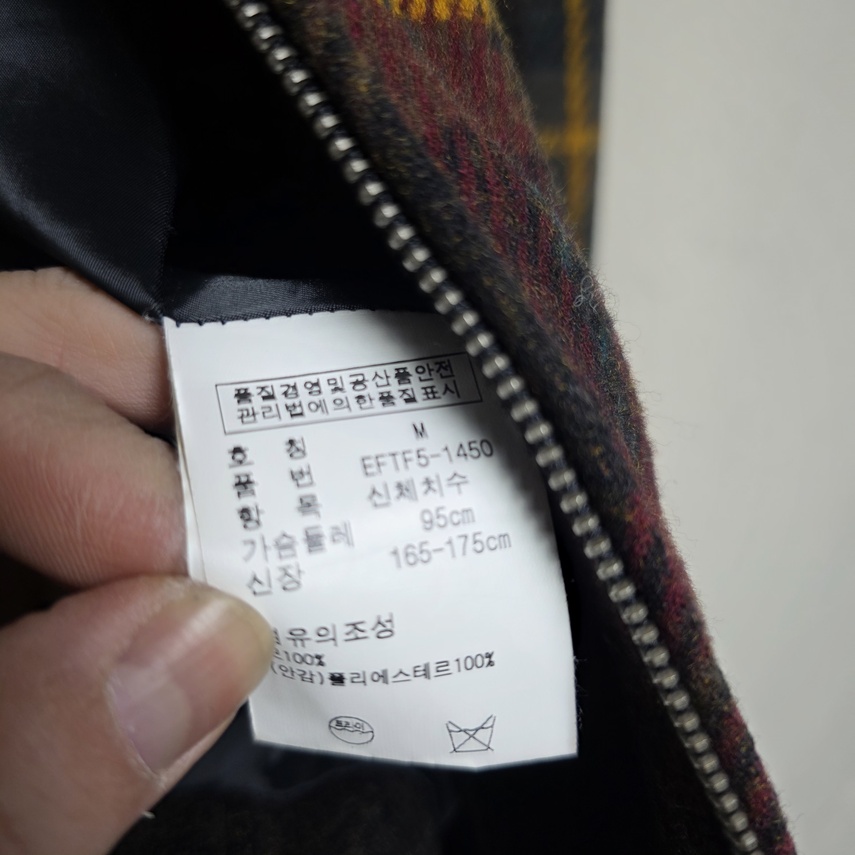 품질경영및공산품안전
관리법에의한품질표시
호 칭 M
품 번 EFTF5-1450
항 목 신체치수
가슴둘레 95cm
신장 165-175cm
유의조성
100%
(안감)폴리에스테르100%
드라이